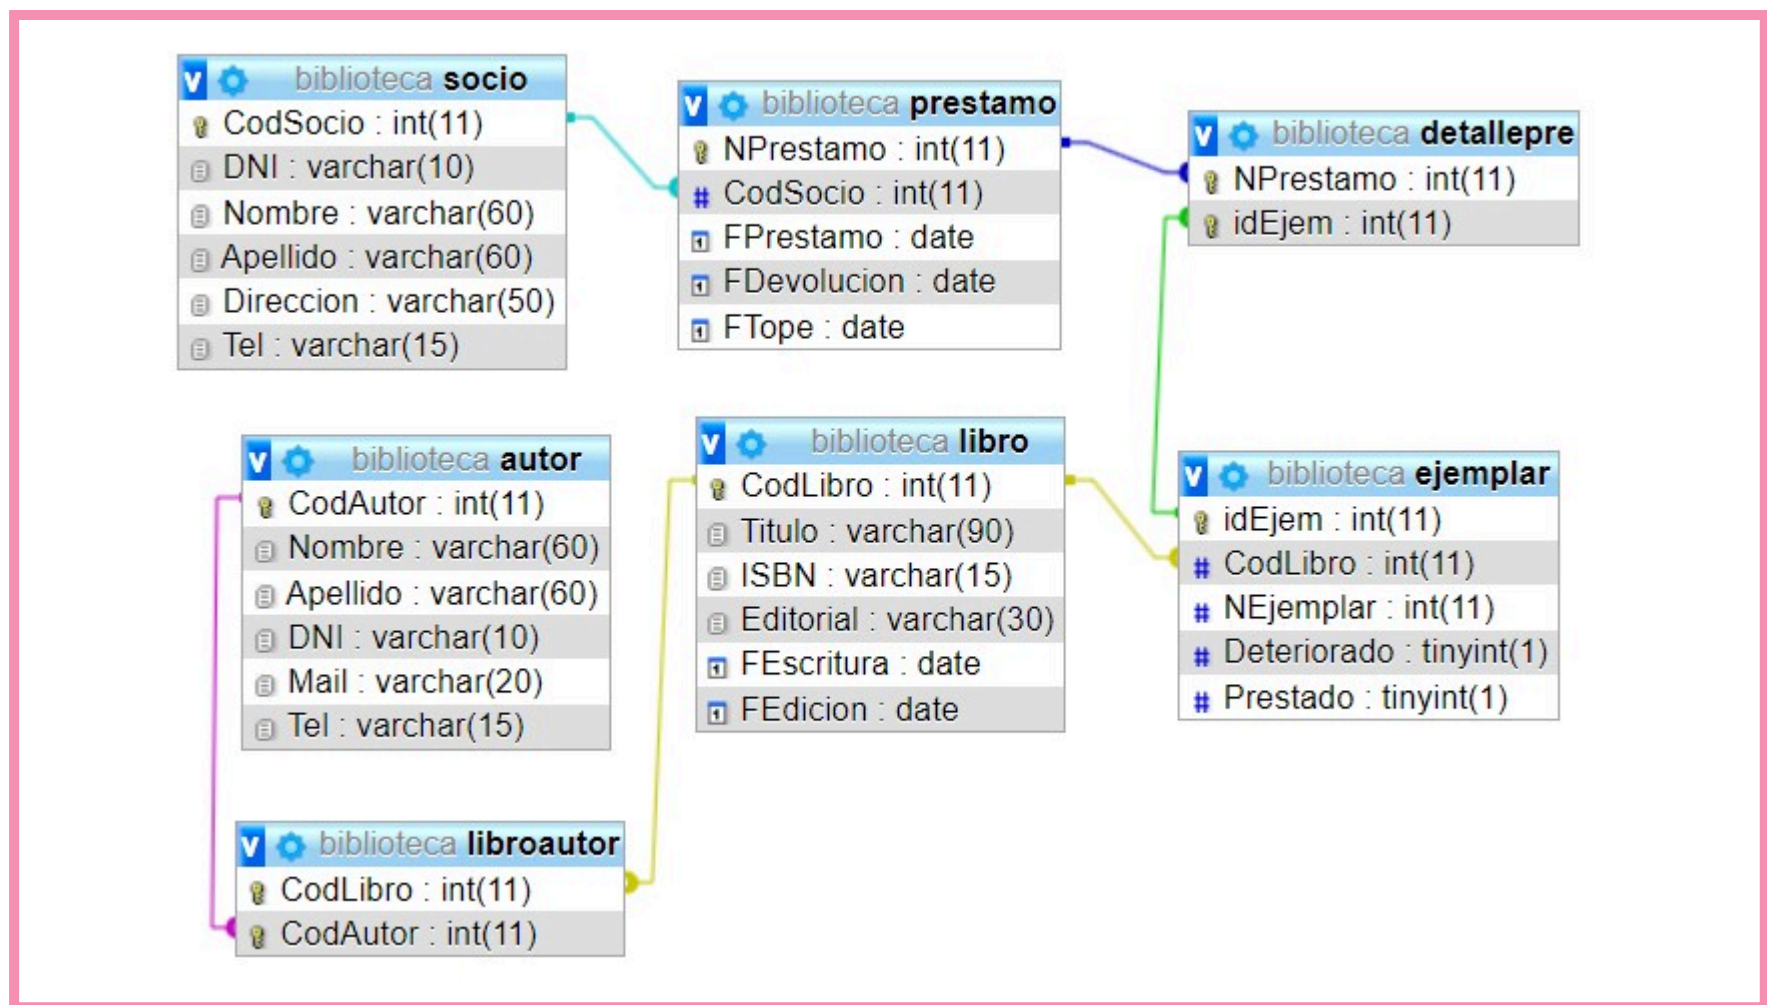 biblioteca socio
CodSocio : int(11)
DNI : varchar(10)
Nombre : varchar(60)
Apellido : varchar(60)
Direccion : varchar(50)
Tel : varchar(15)
biblioteca prestamo
NPrestamo : int(11)
CodSocio : int(11)
FPrestamo : date
FDevolucion : date
FTope : date
biblioteca detallepre
NPrestamo : int(11)
idEjem : int(11)
biblioteca autor
CodAutor : int(11)
Nombre : varchar(60)
Apellido : varchar(60)
DNI : varchar(10)
Mail : varchar(20)
Tel : varchar(15)
biblioteca libro
CodLibro : int(11)
Titulo : varchar(90)
ISBN : varchar(15)
Editorial : varchar(30)
FEscritura : date
FEdicion : date
biblioteca ejemplar
idEjem : int(11)
CodLibro : int(11)
NEjemplar : int(11)
Deteriorado : tinyint(1)
Prestado : tinyint(1)
biblioteca libroautor
CodLibro : int(11)
CodAutor : int(11)